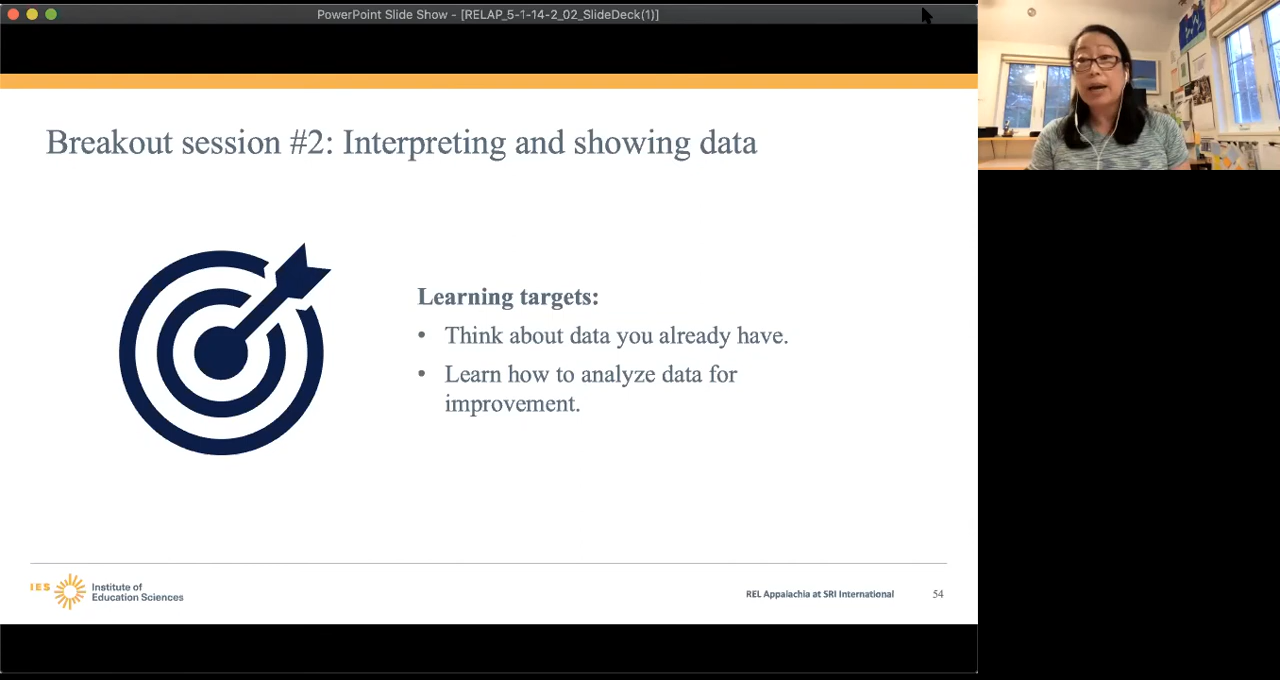 PowerPoint Slide Show - [RELAP_5-1-14-2_02_SlideDeck(1)]
Breakout session #2: Interpreting and showing data
Learning targets:
• Think about data you already have.
• Learn how to analyze data for
improvement.
IES
Institute of
Education Sciences
REL Appalachia at SRI International
54